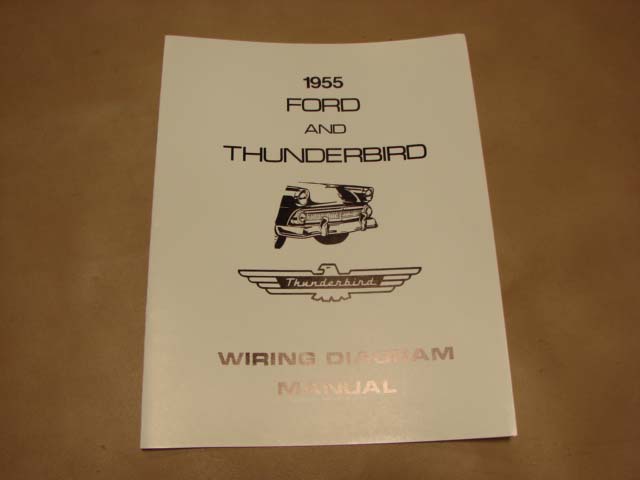 1955
FORD
AND
THUNDERBIRD
Thunderbird
WIRING DIAGRAM
MANUAL